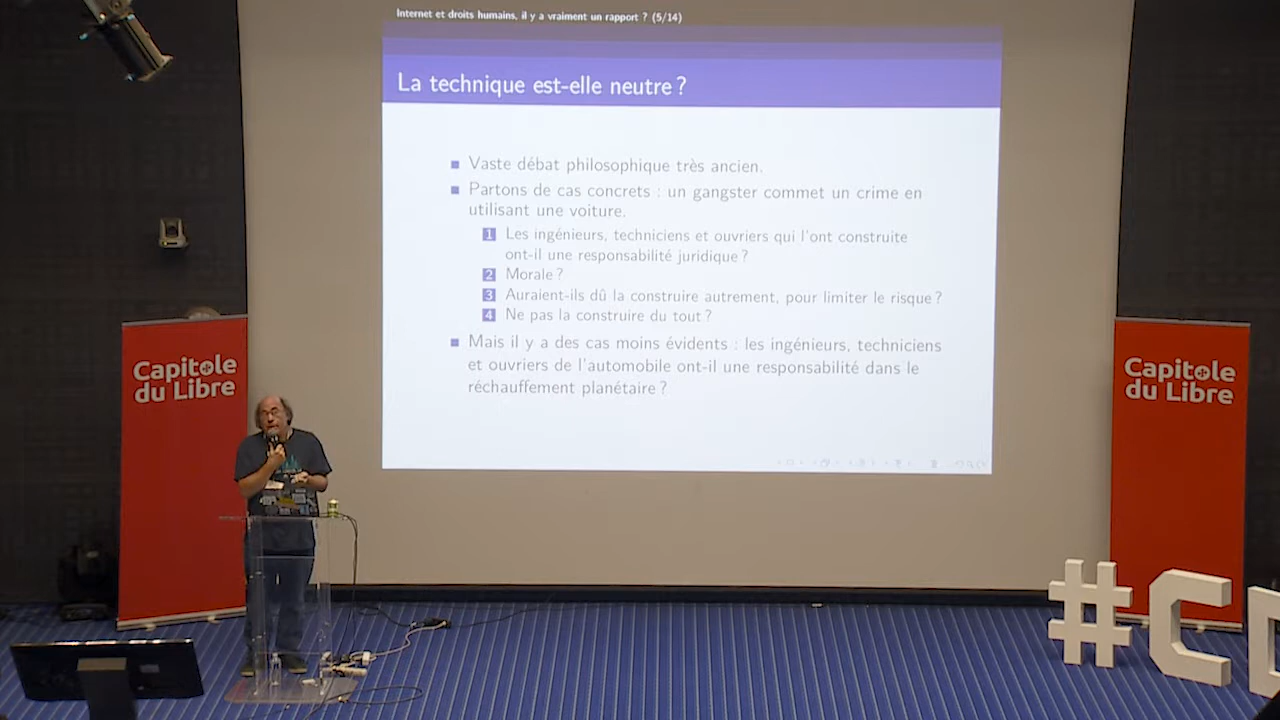 Internet et droits humains, il y a vraiment un rapport ? (5/14)
La technique est-elle neutre ?
Vaste débat philosophique très ancien.
Partons de cas concrets : un gangster commet un crime en
utilisant une voiture.
1 Les ingénieurs, techniciens et ouvriers qui l'ont construite
ont-il une responsabilité juridique ?
2 Morale ?
3 Auraient-ils dû la construire autrement, pour limiter le risque ?
4 Ne pas la construire du tout ?
Mais il y a des cas moins évidents : les ingénieurs, techniciens
et ouvriers de l'automobile ont-il une responsabilité dans le
réchauffement planétaire ?
Capitole
du Libre
Capitole
du Libre
#C